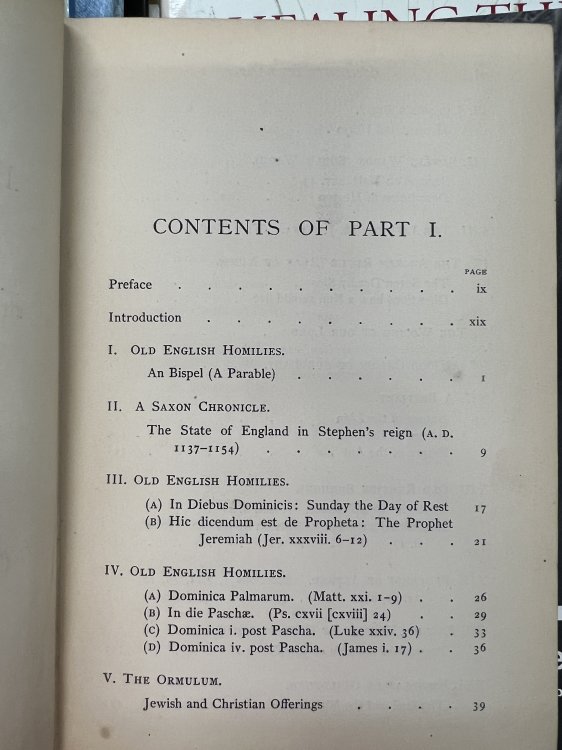 HEALING TH
CONTENTS OF PART I.
PAGE
Preface . . . . . . . . . . ix
Introduction . . . . . . . . . xix
I. OLD ENGLISH HOMILIES.
An Bispel (A Parable) . . . . . . 1
II. A SAXON CHRONICLE.
The State of England in Stephen's reign (A. D.
1137–1154) . . . . . . . 9
III. OLD ENGLISH HOMILIES.
(A) In Diebus Dominicis: Sunday the Day of Rest 17
(B) Hic dicendum est de Propheta: The Prophet
Jeremiah (Jer. xxxviii. 6–12) . . . 21
IV. OLD ENGLISH HOMILIES.
(A) Dominica Palmarum. (Matt. xxi. 1–9) . . 26
(B) In die Paschæ. (Ps. cxvii [cxviii] 24) . . 29
(C) Dominica i. post Pascha. (Luke xxiv. 36) . 33
(D) Dominica iv. post Pascha. (James i. 17) . . 36
V. THE ORMULUM.
Jewish and Christian Offerings . . . . 39